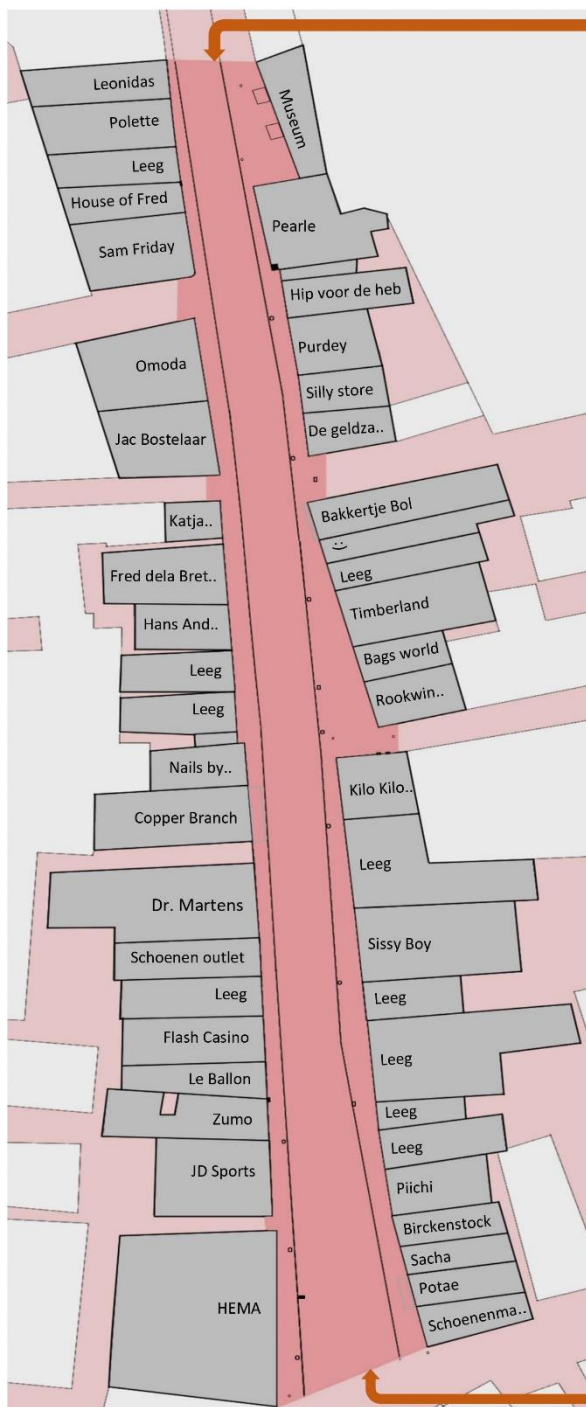 Leonidas
Polette
Leeg
House of Fred
Sam Friday
Omoda
Jac Bostelaar
Katja..
Fred dela Bret..
Hans And..
Leeg
Leeg
Nails by..
Copper Branch
Dr. Martens
Schoenen outlet
Leeg
Flash Casino
Le Ballon
Zumo
JD Sports
HEMA
Museum
Pearle
Hip voor de heb
Purdey
Silly store
De geldza..
Bakkertje Bol
:)
Leeg
Timberland
Bags world
Rookwin..
Kilo Kilo..
Leeg
Sissy Boy
Leeg
Leeg
Leeg
Leeg
Piichi
Birckenstock
Sacha
Potae
Schoenenma..